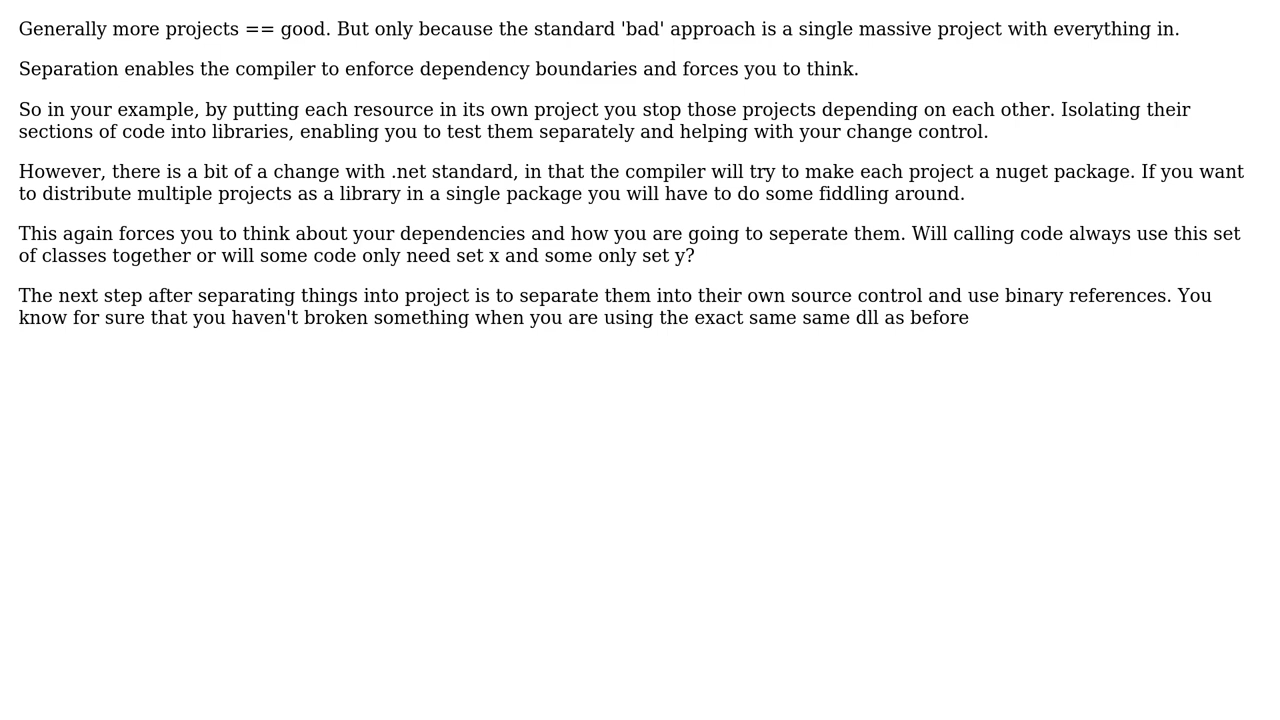 Generally more projects == good. But only because the standard 'bad' approach is a single massive project with everything in.
Separation enables the compiler to enforce dependency boundaries and forces you to think.
So in your example, by putting each resource in its own project you stop those projects depending on each other. Isolating their
sections of code into libraries, enabling you to test them separately and helping with your change control.
However, there is a bit of a change with .net standard, in that the compiler will try to make each project a nuget package. If you want
to distribute multiple projects as a library in a single package you will have to do some fiddling around.
This again forces you to think about your dependencies and how you are going to seperate them. Will calling code always use this set
of classes together or will some code only need set x and some only set y?
The next step after separating things into project is to separate them into their own source control and use binary references. You
know for sure that you haven't broken something when you are using the exact same same dll as before